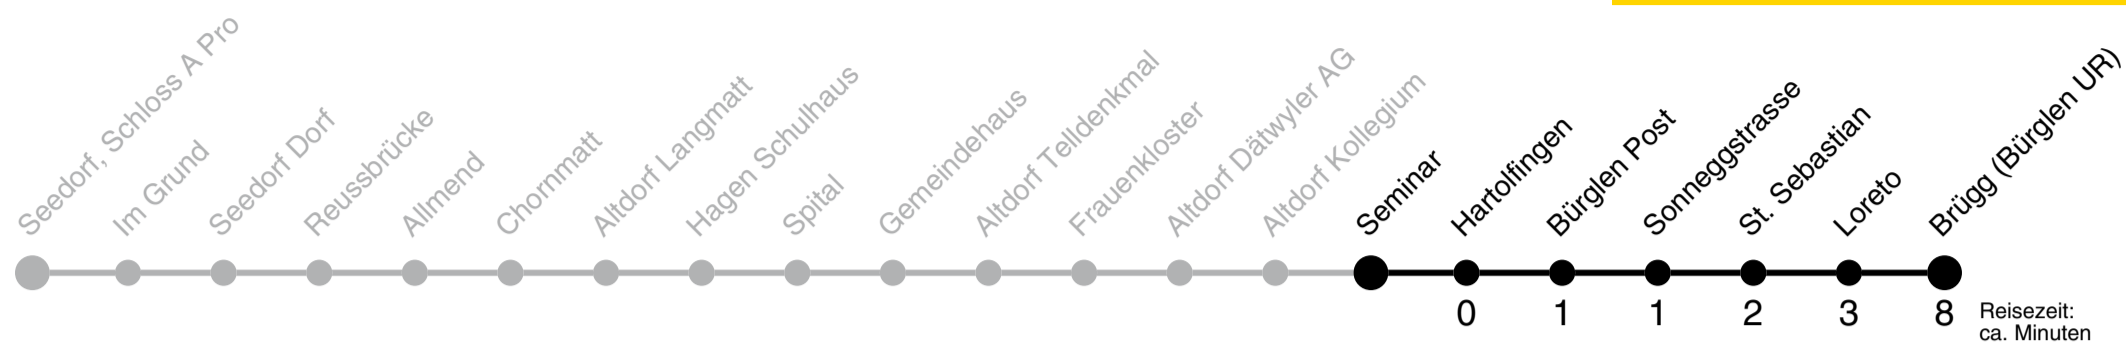 Seedorf, Schloss A Pro
Im Grund
Seedorf Dorf
Reussbrücke
Allmend
Chornmatt
Altdorf Langmatt
Hagen Schulhaus
Spital
Gemeindehaus
Altdorf Telldenkmal
Frauenkloster
Altdorf Dätwyler AG
Altdorf Kollegium
Seminar
Hartolfingen
Bürglen Post
Sonneggstrasse
St. Sebastian
Loreto
Brügg (Bürglen UR)
0 1 1 2 3 8
Reisezeit:
ca. Minuten